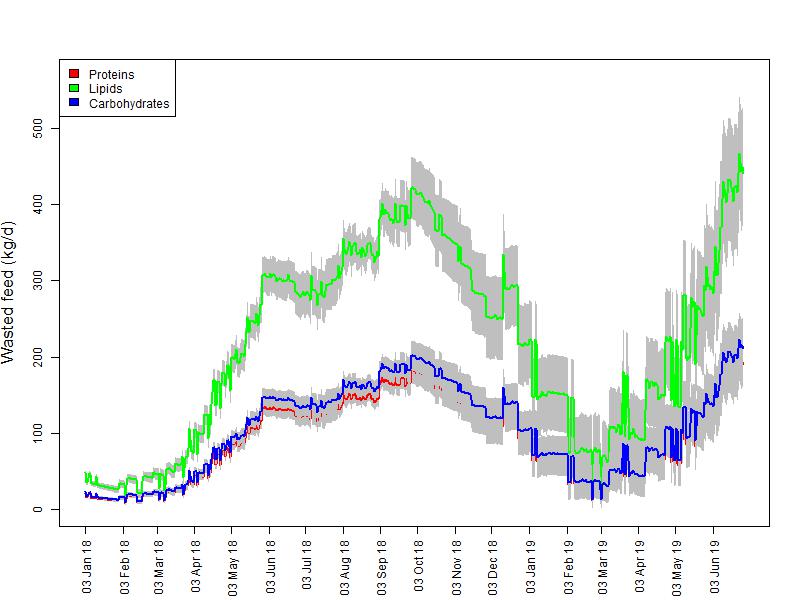 Proteins
Lipids
Carbohydrates
Wasted feed (kg/d)
500
400
300
200
100
0
03 Jan 18
03 Feb 18
03 Mar 18
03 Apr 18
03 May 18
03 Jun 18
03 Jul 18
03 Aug 18
03 Sep 18
03 Oct 18
03 Nov 18
03 Dec 18
03 Jan 19
03 Feb 19
03 Mar 19
03 Apr 19
03 May 19
03 Jun 19